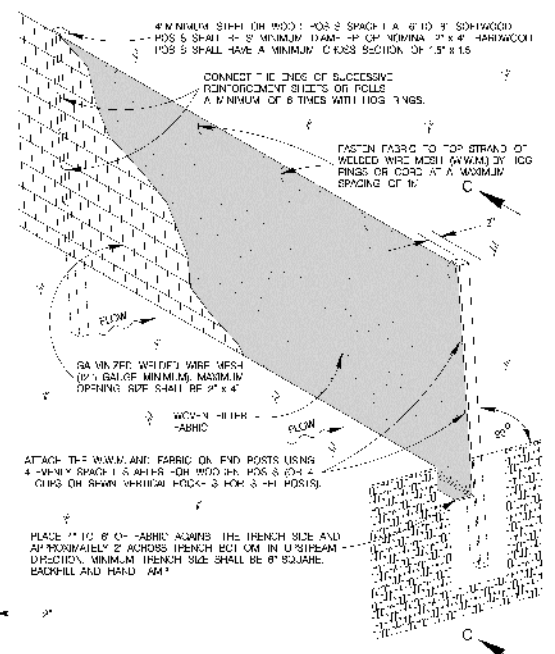 4' MINIMUM STEEL OR WOOD POSTS SPACED AT 6' TO 8'. SOFTWOOD
POSTS SHALL BE 3" MINIMUM DIAMETER OR NOMINAL 2" x 4". HARDWOOD
POSTS SHALL HAVE A MINIMUM CROSS SECTION OF 1.5" x 1.5"
CONNECT THE ENDS OF SUCCESSIVE
REINFORCEMENT SHEETS OR ROLLS
A MINIMUM OF 6 TIMES WITH HOG RINGS.
FASTEN FABRIC TO TOP STRAND OF
WELDED WIRE MESH (W.W.M.) BY HOG
RINGS OR CORD AT A MAXIMUM
SPACING OF
C
2"
FLOW
GALVINIZED WELDED WIRE MESH
(12.5 GAUGE MINIMUM). MAXIMUM
OPENING SIZE SHALL BE 2" x 4"
WOVEN FILTER
FABRIC
FLOW
90°
ATTACH THE W.W.M. AND FABRIC ON END POSTS USING
4 EVENLY SPACED STAPLES FOR WOODEN POSTS (OR 4
CLIPS OR SEWN VERTICAL POCKETS FOR STEEL POSTS).
PLACE TO 6" OF FABRIC AGAINST THE TRENCH SIDE AND
APPROXIMATELY 2" ACROSS TRENCH BOTTOM IN UPSTREAM
DIRECTION. MINIMUM TRENCH SIZE SHALL BE 6" SQUARE.
BACKFILL AND HAND TAMP
C